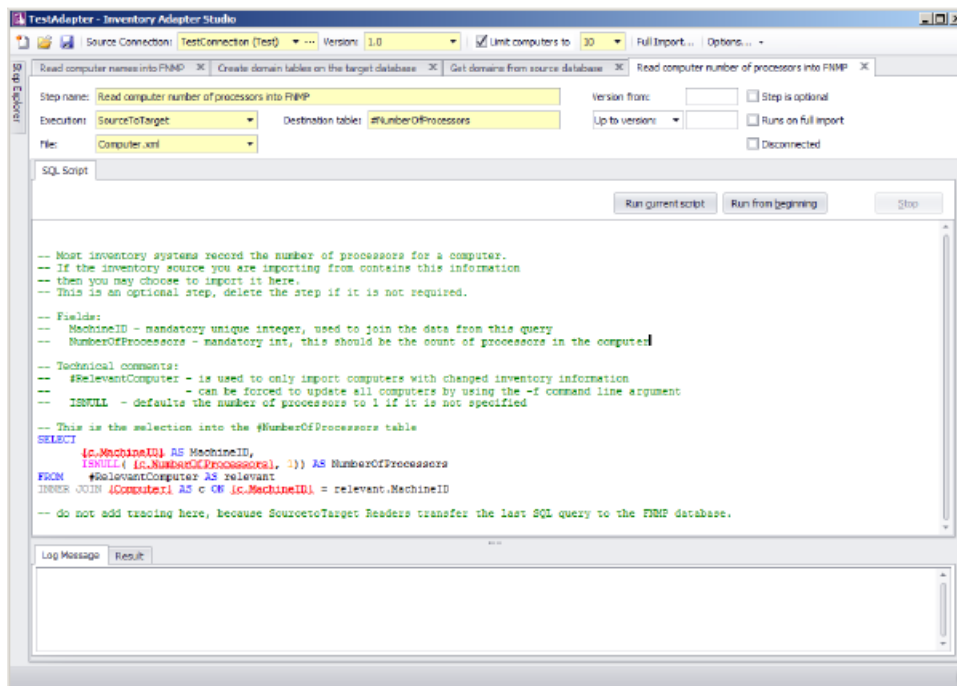 TestAdapter - Inventory Adapter Studio
Source Connection: TestConnection (Test) Version: 1.0 Limit computers to 10 Full Import... Options...
Step Explorer
Read computer names into FNMP Create domain tables on the target database Get domains from source database Read computer number of processors into FNMP
Step name: Read computer number of processors into FNMP Version from: Step is optional
Execution: SourceToTarget Destination table: #NumberOfProcessors Up to version: Runs on full import
File: Computer.xml Disconnected
SQL Script
Run current script Run from beginning Stop
-- Most inventory systems record the number of processors for a computer.
-- If the inventory source you are importing from contains this information
-- then you may choose to import it here.
-- This is an optional step, delete the step if it is not required.
-- Fields:
-- MachineID - mandatory unique integer, used to join the data from this query
-- NumberOfProcessors - mandatory int, this should be the count of processors in the computer
-- Technical comments:
-- #RelevantComputer - is used to only import computers with changed inventory information
-- - can be forced to update all computers by using the -f command line argument
-- ISNULL - defaults the number of processors to 1 if it is not specified
-- This is the selection into the #NumberOfProcessors table
SELECT
{c.MachineID} AS MachineID,
ISNULL( {c.NumberOfProcessors}, 1)) AS NumberOfProcessors
FROM #RelevantComputer AS relevant
INNER JOIN {Computer} AS c ON {c.MachineID} = relevant.MachineID
-- do not add tracing here, because SourcetoTarget Readers transfer the last SQL query to the FNMP database.
Log Message Result